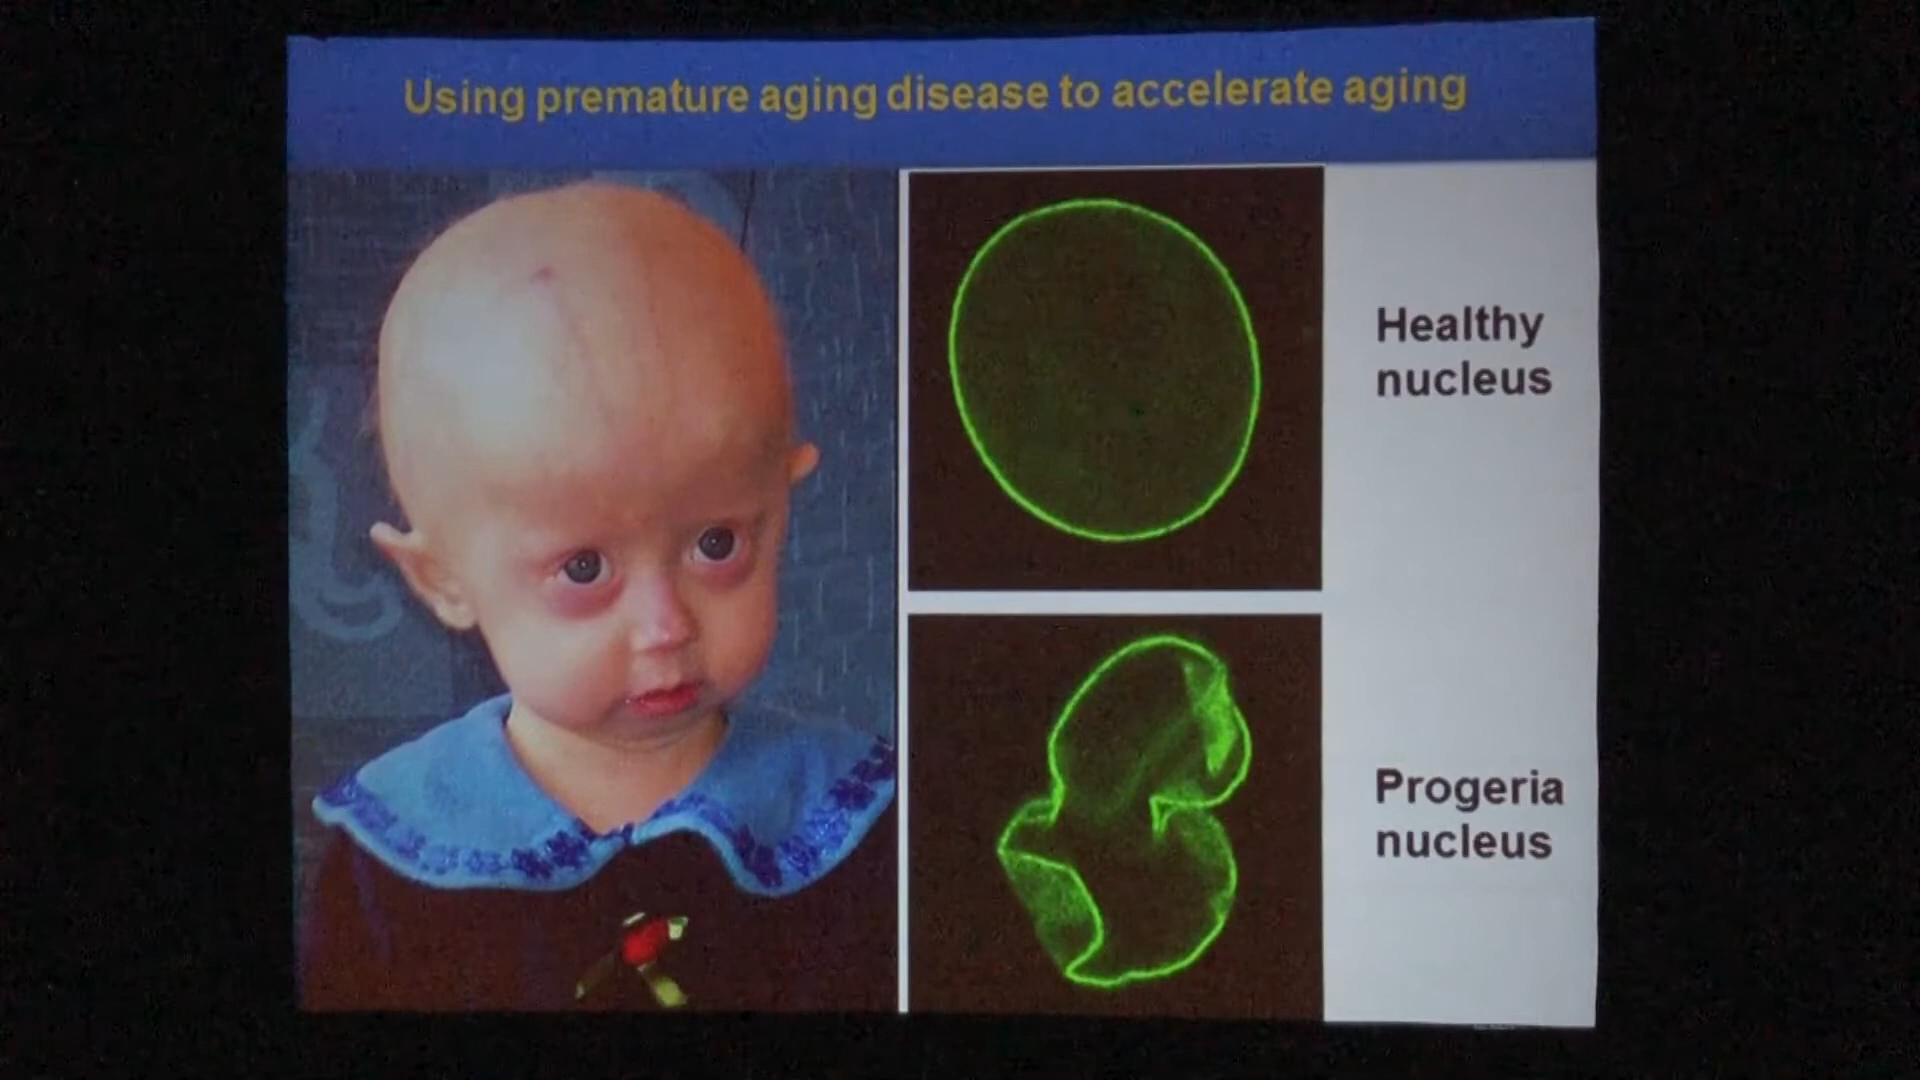 Using premature aging disease to accelerate aging
Healthy
nucleus
Progeria
nucleus